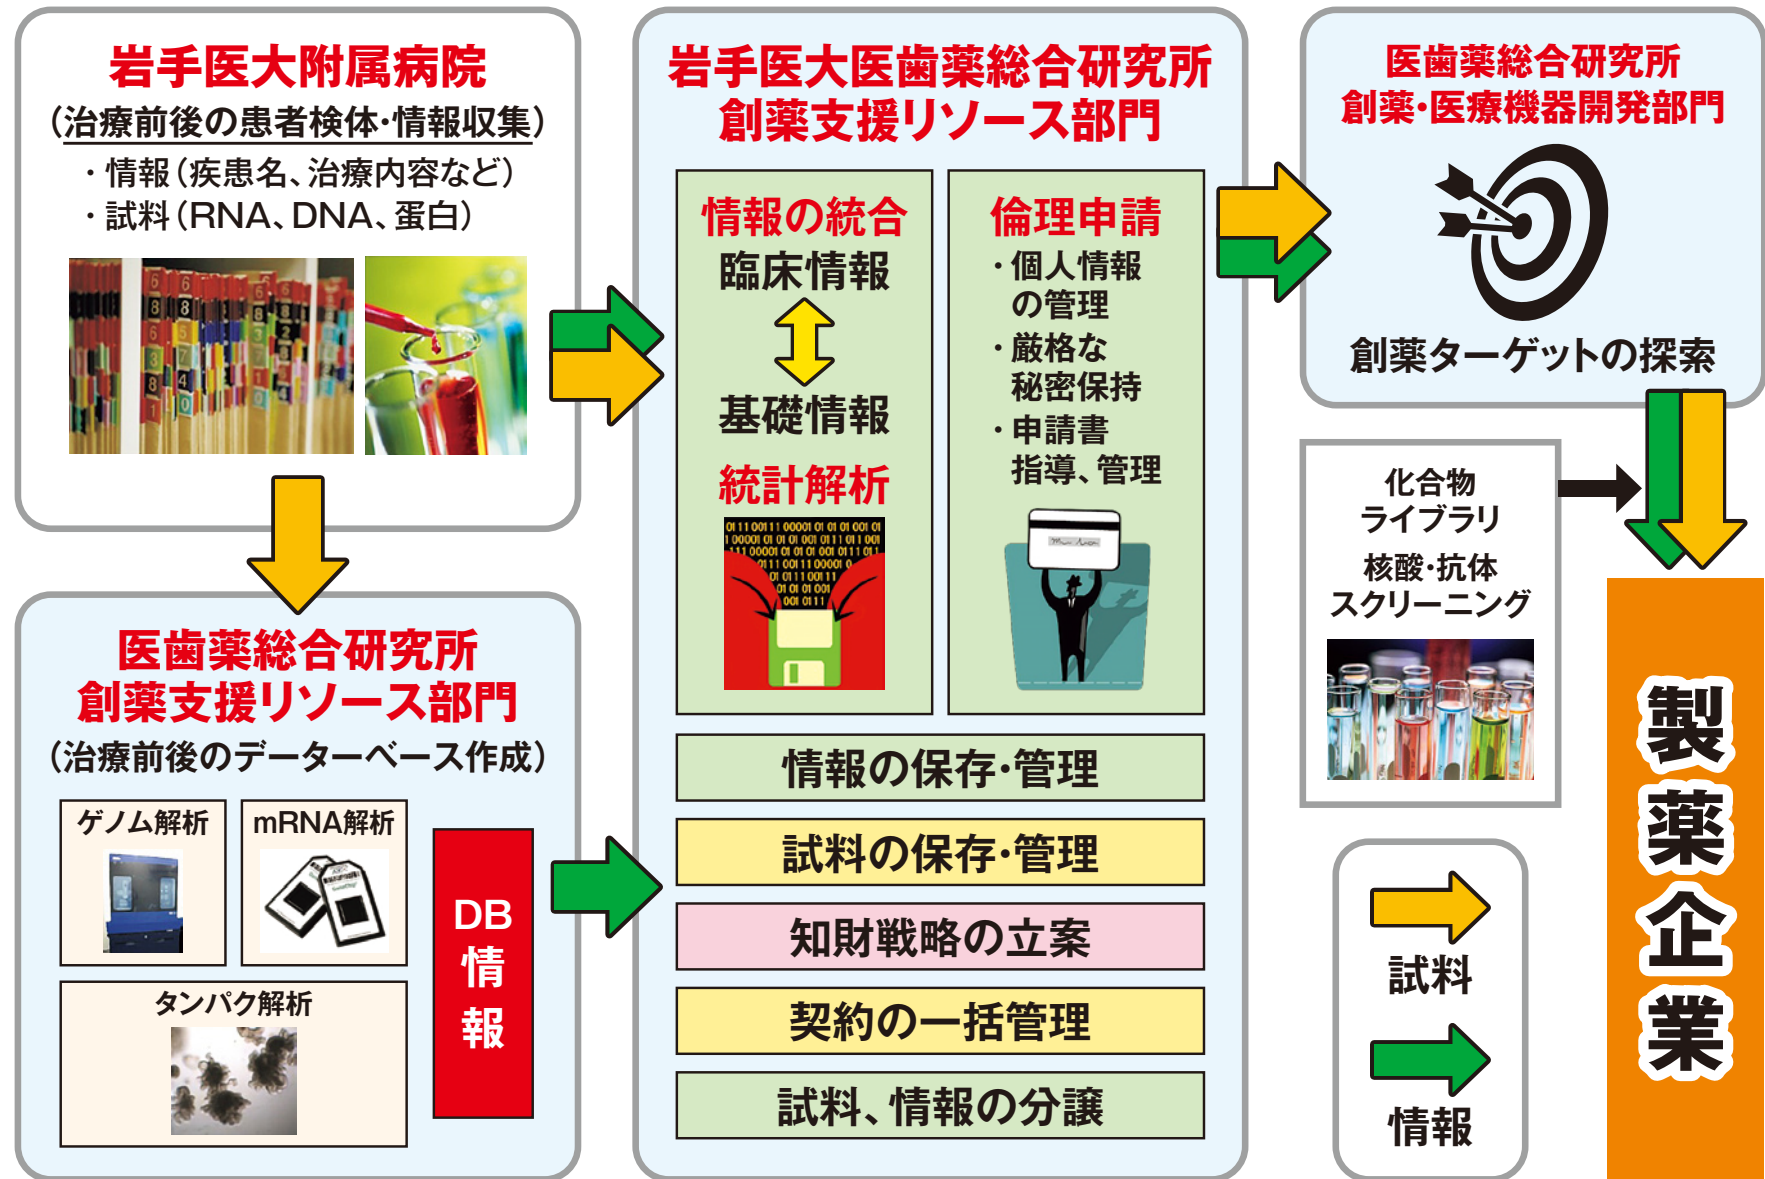 岩手医大附属病院
（治療前後の患者検体･情報収集）
・情報（疾患名、治療内容など）
・試料（RNA、DNA、蛋白）
医歯薬総合研究所
創薬支援リソース部門
（治療前後のデーターベース作成）
ゲノム解析
mRNA解析
タンパク解析
DB
情
報
岩手医大医歯薬総合研究所
創薬支援リソース部門
情報の統合
臨床情報
基礎情報
統計解析
倫理申請
・個人情報
の管理
・厳格な
秘密保持
・申請書
指導、管理
情報の保存･管理
試料の保存･管理
知財戦略の立案
契約の一括管理
試料、情報の分譲
医歯薬総合研究所
創薬･医療機器開発部門
創薬ターゲットの探索
化合物
ライブラリ
核酸･抗体
スクリーニング
試料
情報
製薬企業